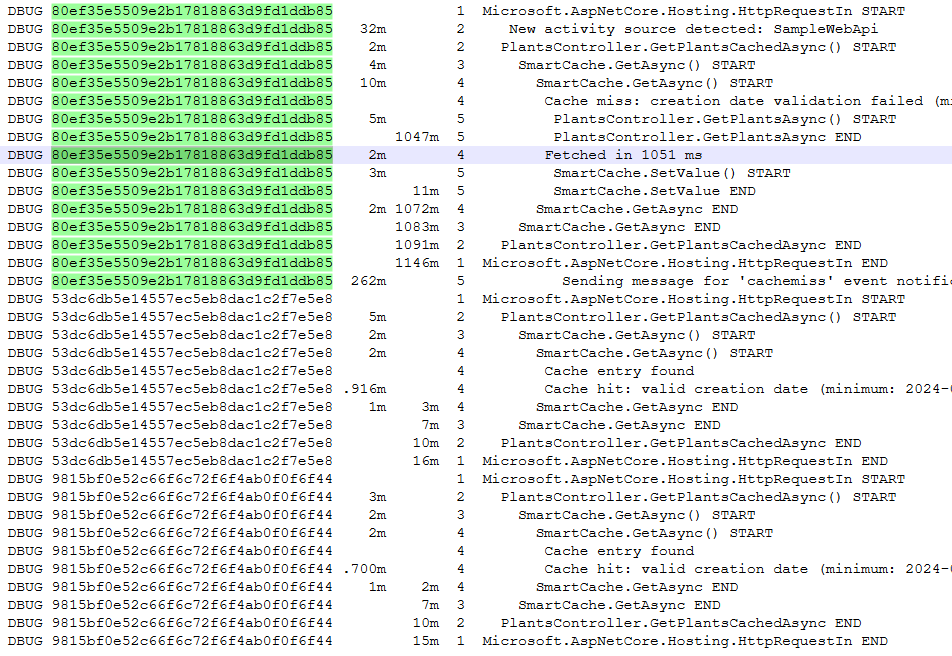 DBUG 80ef35e5509e2b17818863d9fd1ddb85 1 Microsoft.AspNetCore.Hosting.HttpRequestIn START
DBUG 80ef35e5509e2b17818863d9fd1ddb85 32m 2 New activity source detected: SampleWebApi
DBUG 80ef35e5509e2b17818863d9fd1ddb85 2m 2 PlantsController.GetPlantsCachedAsync() START
DBUG 80ef35e5509e2b17818863d9fd1ddb85 4m 3 SmartCache.GetAsync() START
DBUG 80ef35e5509e2b17818863d9fd1ddb85 10m 4 SmartCache.GetAsync() START
DBUG 80ef35e5509e2b17818863d9fd1ddb85 4 Cache miss: creation date validation failed (mi
DBUG 80ef35e5509e2b17818863d9fd1ddb85 5m 5 PlantsController.GetPlantsAsync() START
DBUG 80ef35e5509e2b17818863d9fd1ddb85 1047m 5 PlantsController.GetPlantsAsync END
DBUG 80ef35e5509e2b17818863d9fd1ddb85 2m 4 Fetched in 1051 ms
DBUG 80ef35e5509e2b17818863d9fd1ddb85 3m 5 SmartCache.SetValue() START
DBUG 80ef35e5509e2b17818863d9fd1ddb85 11m 5 SmartCache.SetValue END
DBUG 80ef35e5509e2b17818863d9fd1ddb85 2m 1072m 4 SmartCache.GetAsync END
DBUG 80ef35e5509e2b17818863d9fd1ddb85 1083m 3 SmartCache.GetAsync END
DBUG 80ef35e5509e2b17818863d9fd1ddb85 1091m 2 PlantsController.GetPlantsCachedAsync END
DBUG 80ef35e5509e2b17818863d9fd1ddb85 1146m 1 Microsoft.AspNetCore.Hosting.HttpRequestIn END
DBUG 80ef35e5509e2b17818863d9fd1ddb85 262m 5 Sending message for 'cachemiss' event notific
DBUG 53dc6db5e14557ec5eb8dac1c2f7e5e8 1 Microsoft.AspNetCore.Hosting.HttpRequestIn START
DBUG 53dc6db5e14557ec5eb8dac1c2f7e5e8 5m 2 PlantsController.GetPlantsCachedAsync() START
DBUG 53dc6db5e14557ec5eb8dac1c2f7e5e8 2m 3 SmartCache.GetAsync() START
DBUG 53dc6db5e14557ec5eb8dac1c2f7e5e8 2m 4 SmartCache.GetAsync() START
DBUG 53dc6db5e14557ec5eb8dac1c2f7e5e8 4 Cache entry found
DBUG 53dc6db5e14557ec5eb8dac1c2f7e5e8 .916m 4 Cache hit: valid creation date (minimum: 2024-0
DBUG 53dc6db5e14557ec5eb8dac1c2f7e5e8 1m 3m 4 SmartCache.GetAsync END
DBUG 53dc6db5e14557ec5eb8dac1c2f7e5e8 7m 3 SmartCache.GetAsync END
DBUG 53dc6db5e14557ec5eb8dac1c2f7e5e8 10m 2 PlantsController.GetPlantsCachedAsync END
DBUG 53dc6db5e14557ec5eb8dac1c2f7e5e8 16m 1 Microsoft.AspNetCore.Hosting.HttpRequestIn END
DBUG 9815bf0e52c66f6c72f6f4ab0f0f6f44 1 Microsoft.AspNetCore.Hosting.HttpRequestIn START
DBUG 9815bf0e52c66f6c72f6f4ab0f0f6f44 3m 2 PlantsController.GetPlantsCachedAsync() START
DBUG 9815bf0e52c66f6c72f6f4ab0f0f6f44 2m 3 SmartCache.GetAsync() START
DBUG 9815bf0e52c66f6c72f6f4ab0f0f6f44 2m 4 SmartCache.GetAsync() START
DBUG 9815bf0e52c66f6c72f6f4ab0f0f6f44 4 Cache entry found
DBUG 9815bf0e52c66f6c72f6f4ab0f0f6f44 .700m 4 Cache hit: valid creation date (minimum: 2024-0
DBUG 9815bf0e52c66f6c72f6f4ab0f0f6f44 1m 2m 4 SmartCache.GetAsync END
DBUG 9815bf0e52c66f6c72f6f4ab0f0f6f44 7m 3 SmartCache.GetAsync END
DBUG 9815bf0e52c66f6c72f6f4ab0f0f6f44 10m 2 PlantsController.GetPlantsCachedAsync END
DBUG 9815bf0e52c66f6c72f6f4ab0f0f6f44 15m 1 Microsoft.AspNetCore.Hosting.HttpRequestIn END